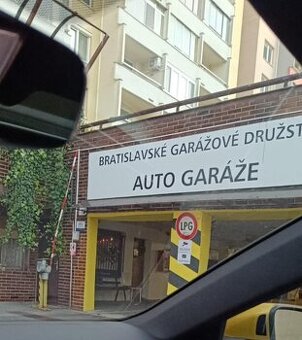 BRATISLAVSKÉ GARÁŽOVÉ DRUŽST
AUTO GARÁŽE
LPG